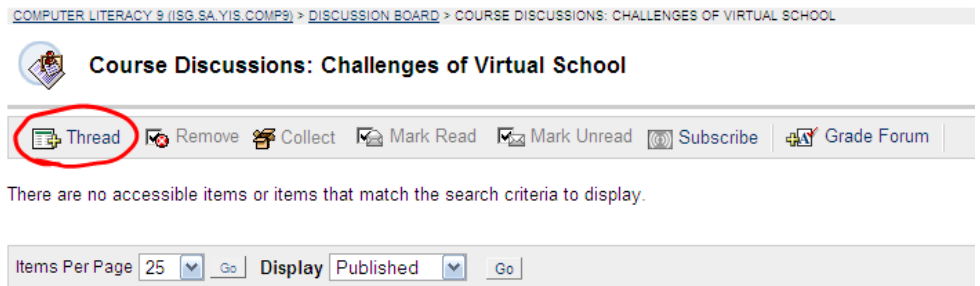 COMPUTER LITERACY 9 (ISG.SA.YIS.COMP9) > DISCUSSION BOARD > COURSE DISCUSSIONS: CHALLENGES OF VIRTUAL SCHOOL
Course Discussions: Challenges of Virtual School
Thread Remove Collect Mark Read Mark Unread Subscribe Grade Forum
There are no accessible items or items that match the search criteria to display.
Items Per Page 25 Go Display Published Go